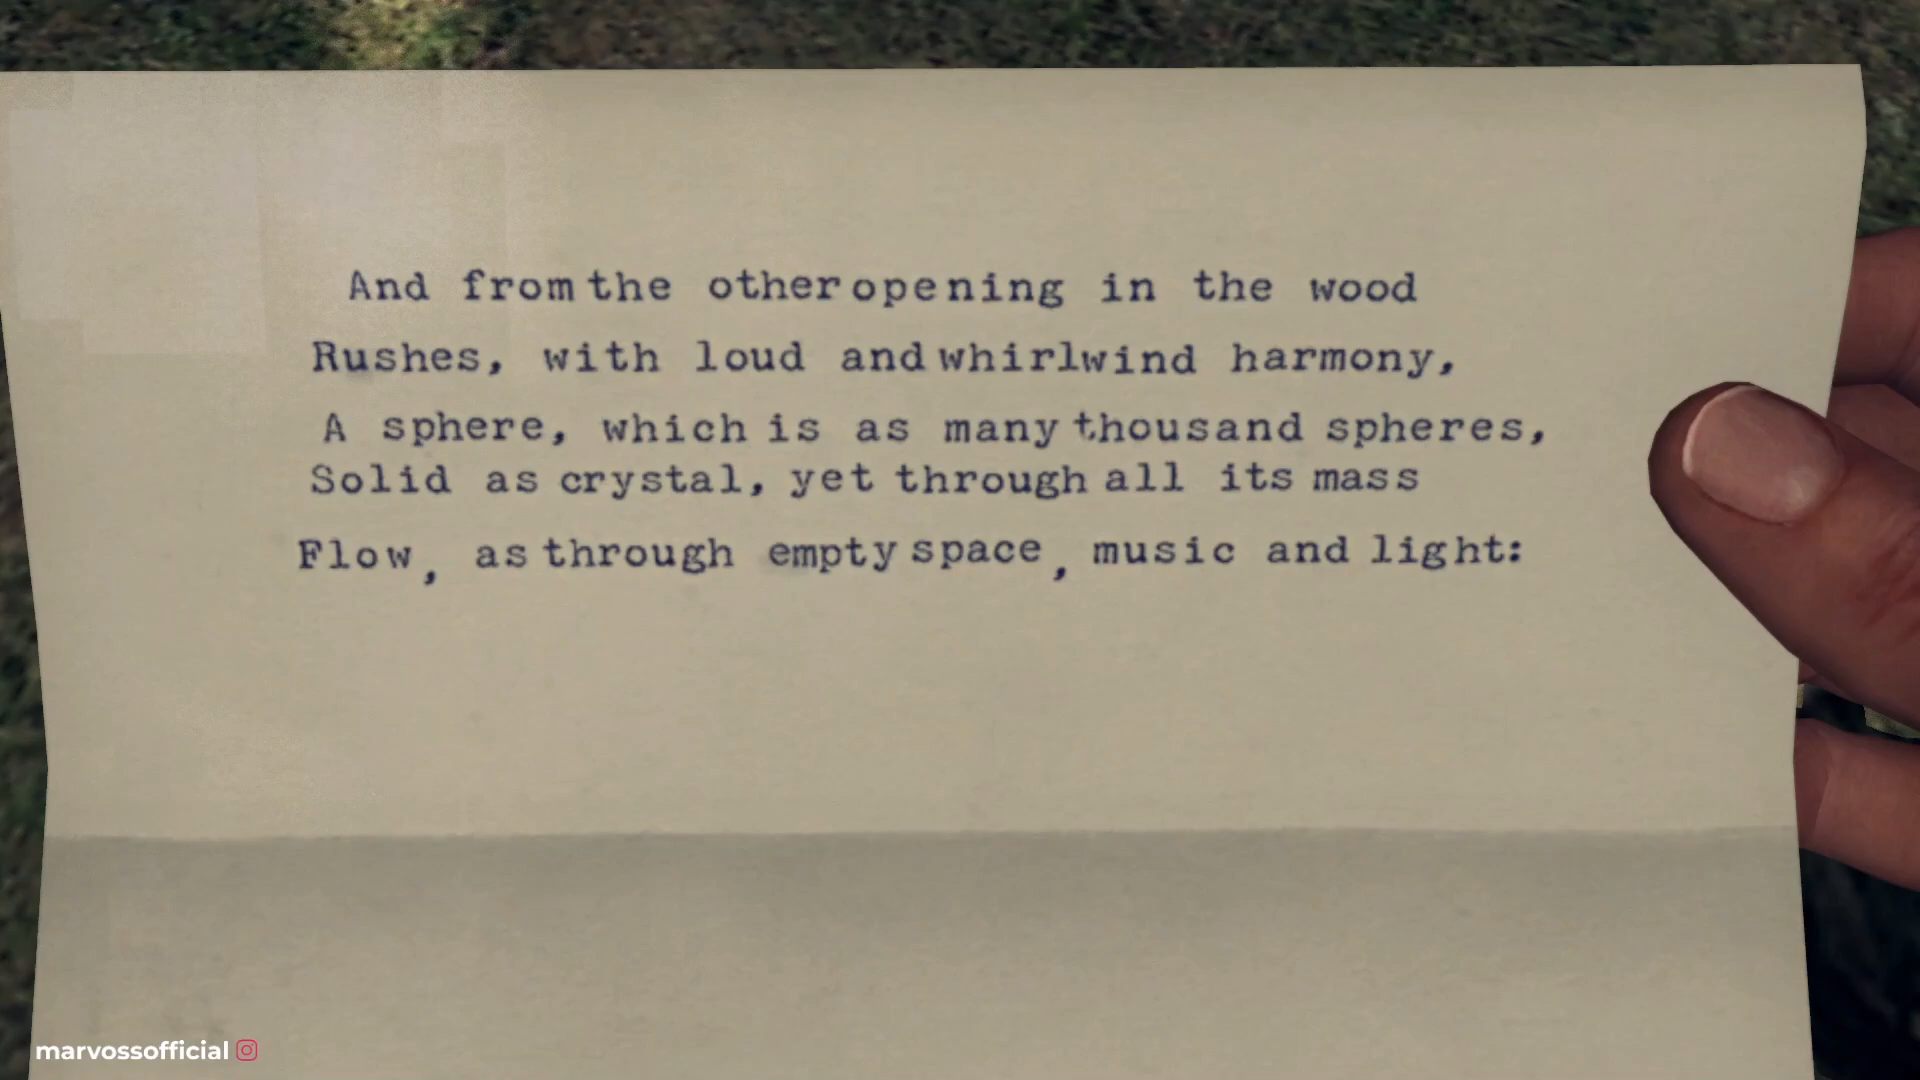 And from the other opening in the wood
Rushes, with loud and whirlwind harmony,
A sphere, which is as many thousand spheres,
Solid as crystal, yet through all its mass
Flow, as through empty space, music and light:
marvossofficial